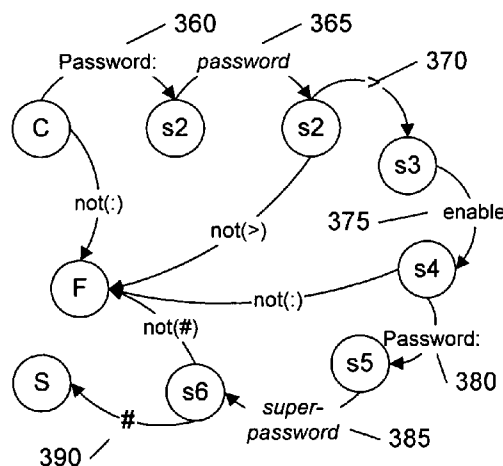 360
365
Password:
password
370
>
C
s2
s2
s3
375
enable
not(:)
not(>)
s4
F
not(:)
not(#)
Password:
s5
380
S
s6
super-
password
#
385
390